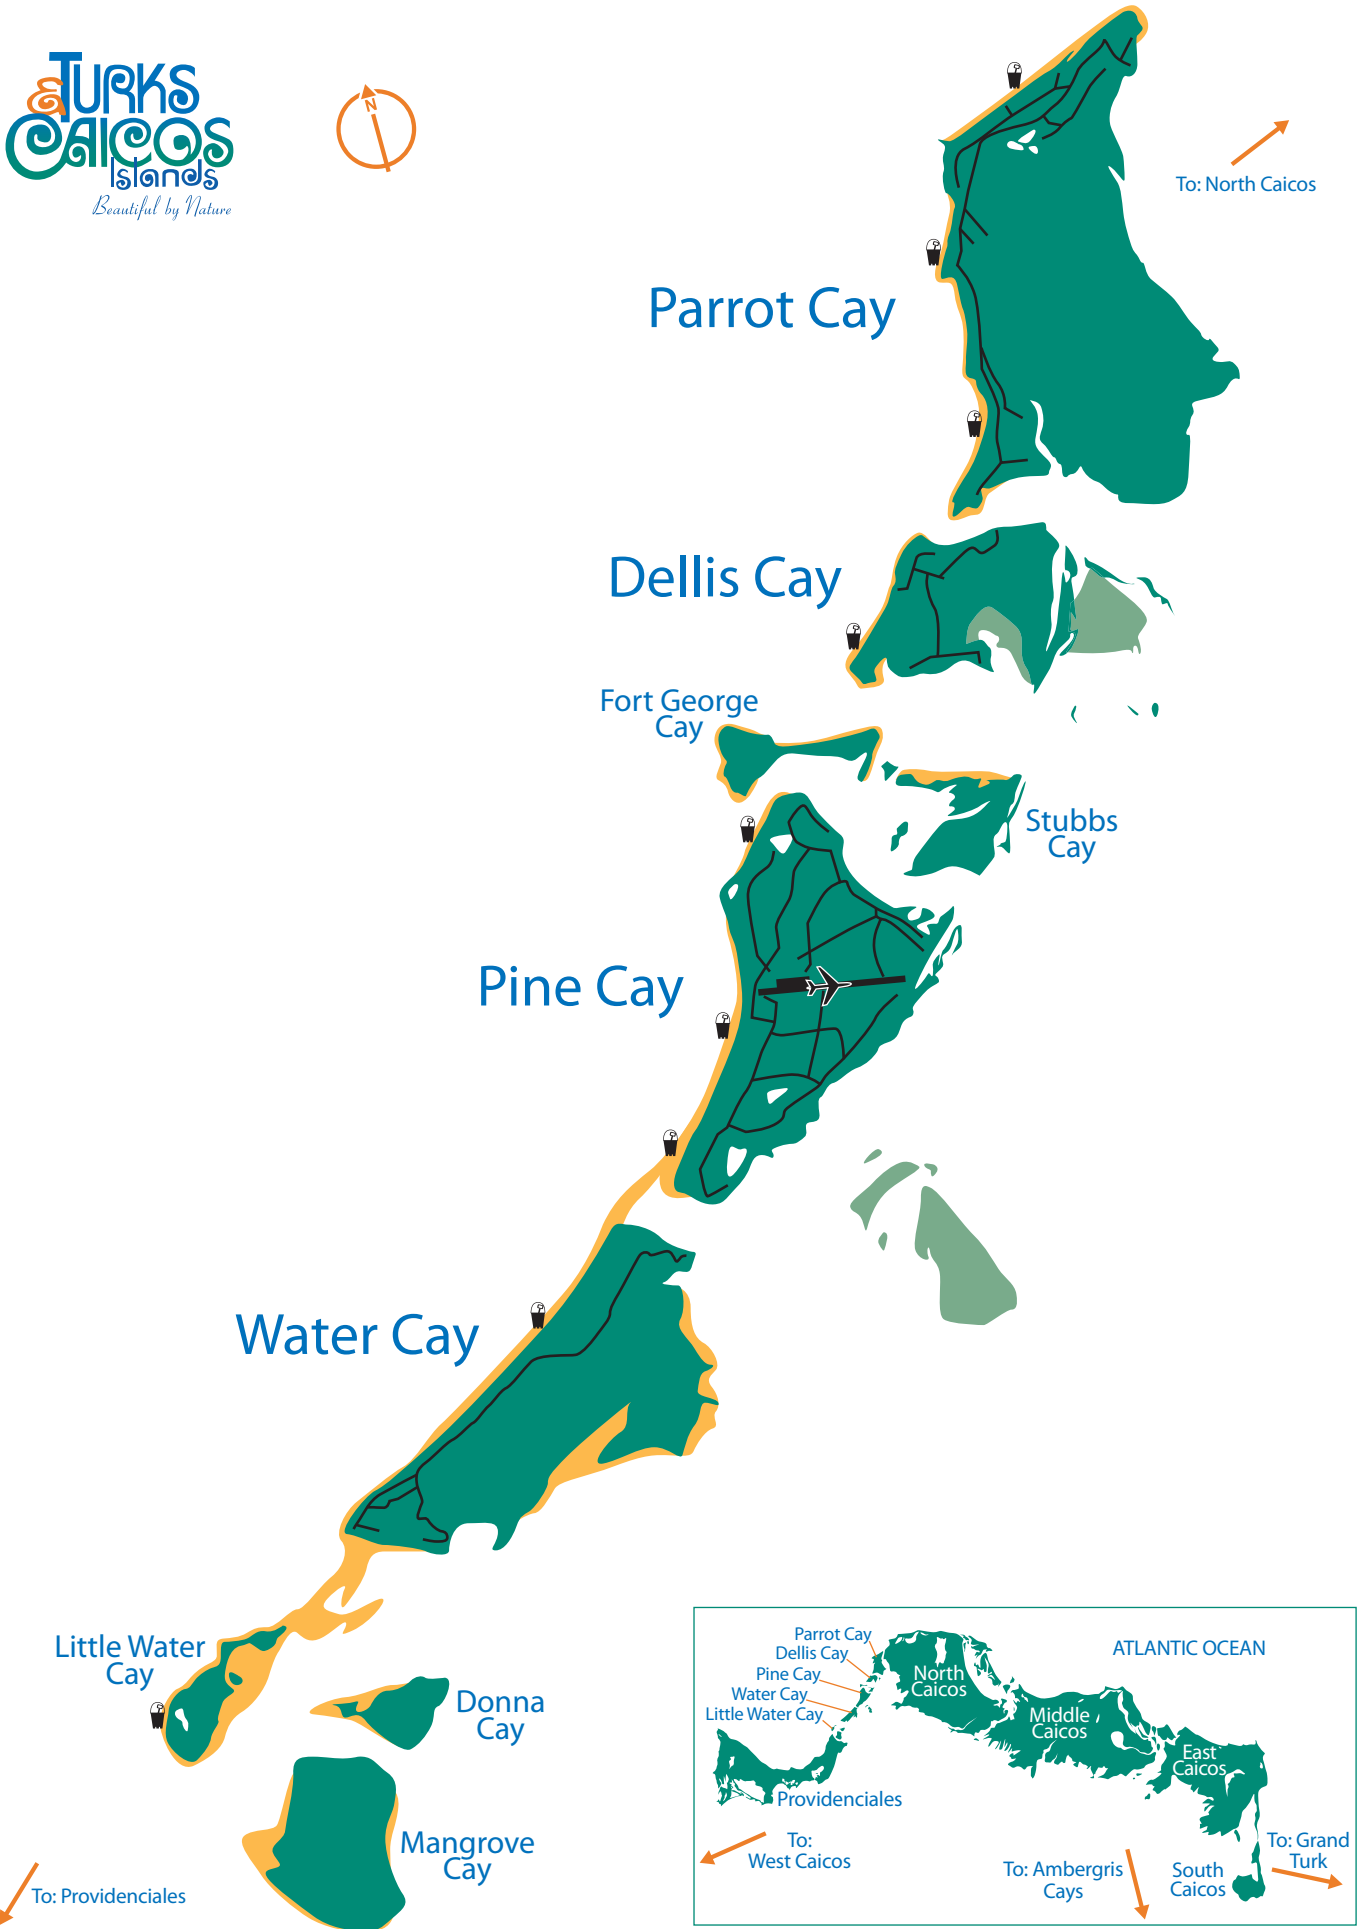 & TURKS
CAICOS
Islands
Beautiful by Nature
N
To: North Caicos
Parrot Cay
Dellis Cay
Fort George
Cay
Stubbs
Cay
Pine Cay
Water Cay
Little Water
Cay
Donna
Cay
Mangrove
Cay
To: Providenciales
Parrot Cay
Dellis Cay
Pine Cay
Water Cay
Little Water Cay
ATLANTIC OCEAN
North
Caicos
Middle
Caicos
East
Caicos
Providenciales
To:
West Caicos
To: Ambergris
Cays
South
Caicos
To: Grand
Turk